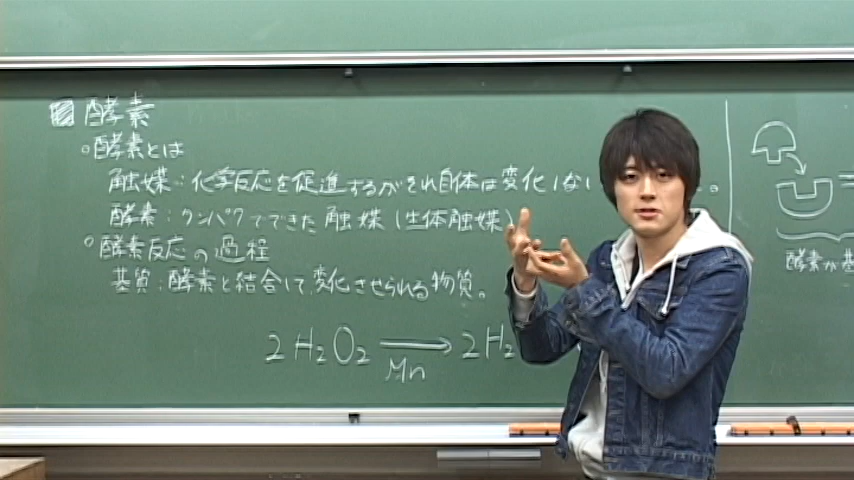 酵素
酵素とは
触媒:化学反応を促進するがそれ自体は変化しない
酵素:タンパクでできた触媒(生体触媒)
酵素反応の過程
基質:酵素と結合して、変化させられる物質。
2H₂O₂ → 2H₂
Mn
酵素が基